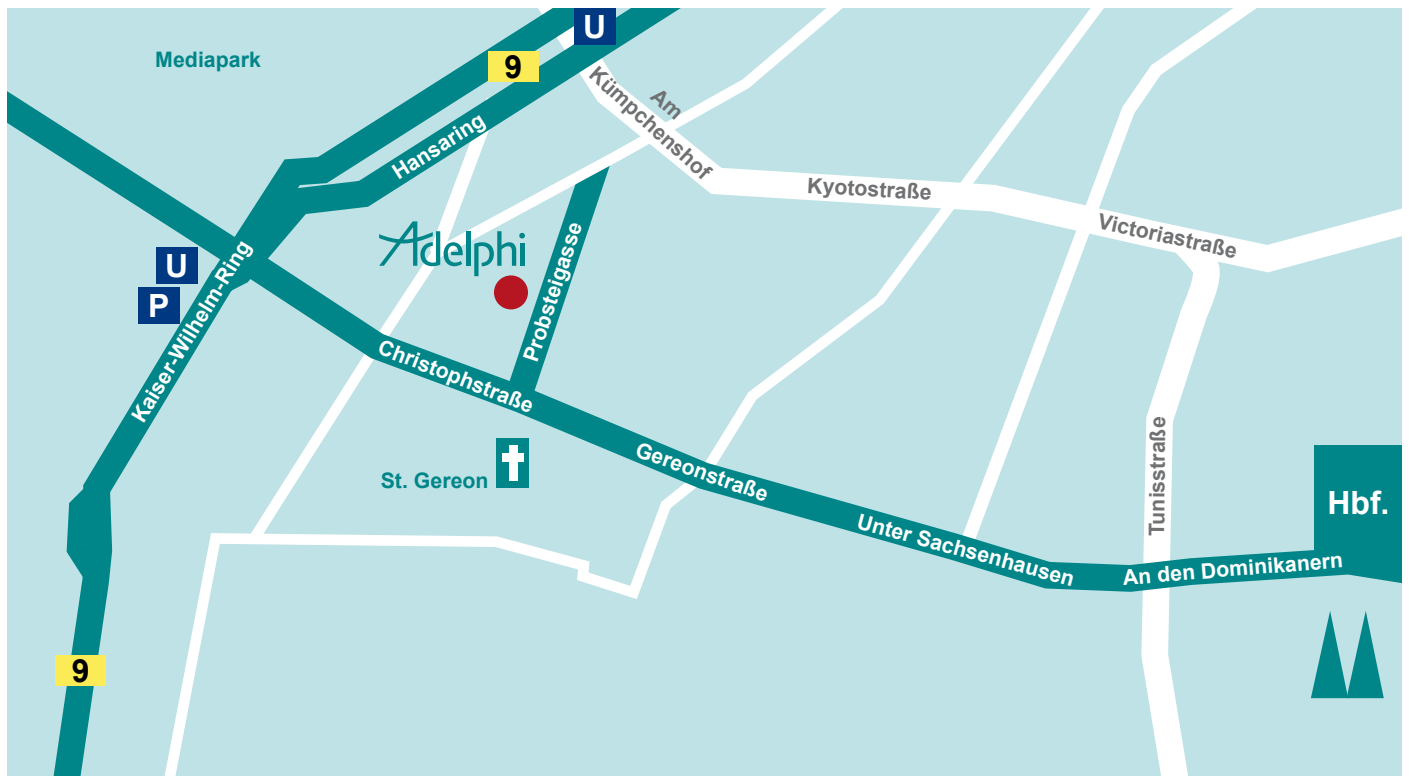 U
Mediapark
9
Am
Kümpchenshof
Hansaring
Kyotostraße
Victoriastraße
Adelphi
U
P
Kaiser-Wilhelm-Ring
Probsteigasse
Christophstraße
St. Gereon
Gereonstraße
Unter Sachsenhausen
Tunisstraße
Hbf.
An den Dominikanern
9